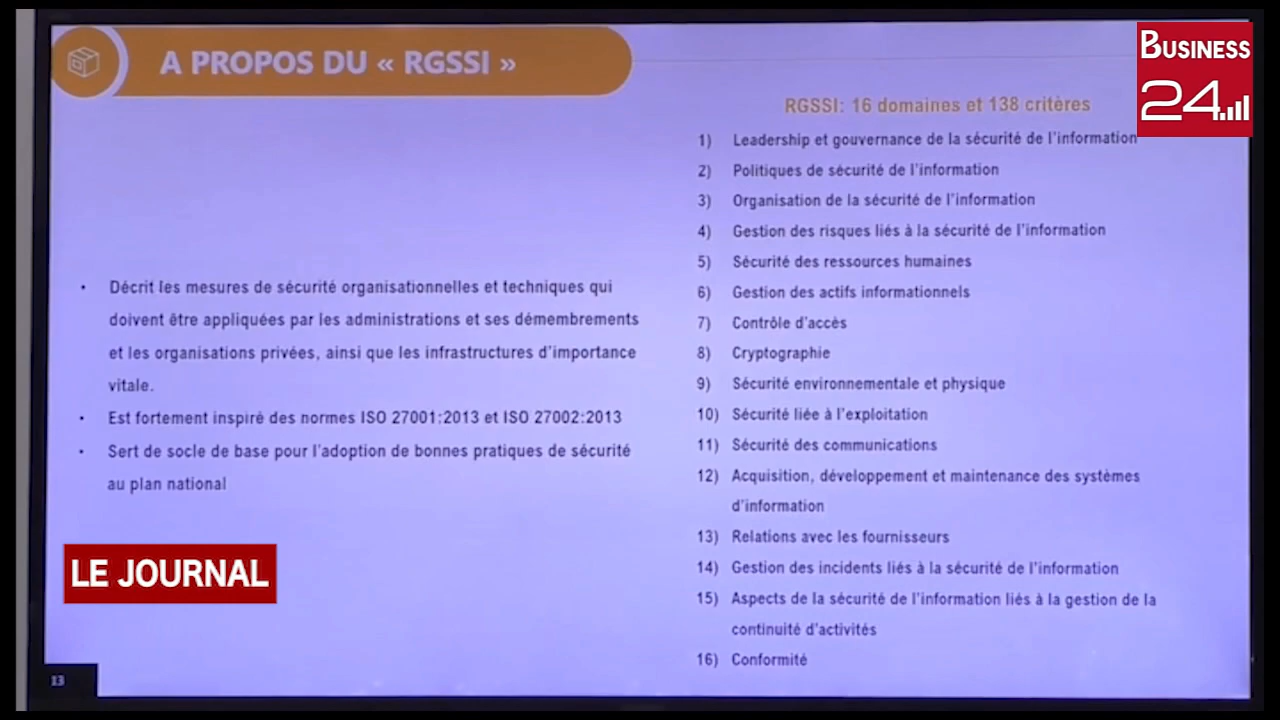 A PROPOS DU « RGSSI »
BUSINESS
24
• Décrit les mesures de sécurité organisationnelles et techniques qui
doivent être appliquées par les administrations et ses démembrements
et les organisations privées, ainsi que les infrastructures d'importance
vitale.
• Est fortement inspiré des normes ISO 27001:2013 et ISO 27002:2013
• Sert de socle de base pour l'adoption de bonnes pratiques de sécurité
au plan national
RGSSI: 16 domaines et 138 critères
1) Leadership et gouvernance de la sécurité de l'information
2) Politiques de sécurité de l'information
3) Organisation de la sécurité de l'information
4) Gestion des risques liés à la sécurité de l'information
5) Sécurité des ressources humaines
6) Gestion des actifs informationnels
7) Contrôle d'accès
8) Cryptographie
9) Sécurité environnementale et physique
10) Sécurité liée à l'exploitation
11) Sécurité des communications
12) Acquisition, développement et maintenance des systèmes
d'information
13) Relations avec les fournisseurs
14) Gestion des incidents liés à la sécurité de l'information
15) Aspects de la sécurité de l'information liés à la gestion de la
continuité d'activités
16) Conformité
LE JOURNAL
13